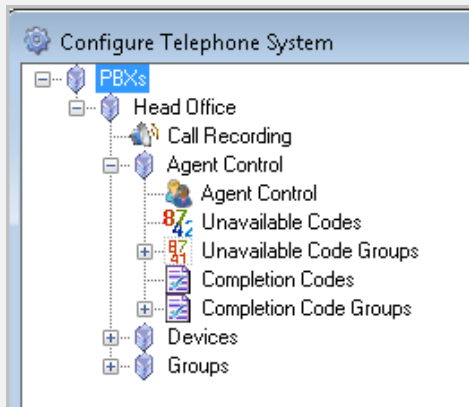 Configure Telephone System
PBXs
Head Office
Call Recording
Agent Control
Agent Control
Unavailable Codes
Unavailable Code Groups
Completion Codes
Completion Code Groups
Devices
Groups